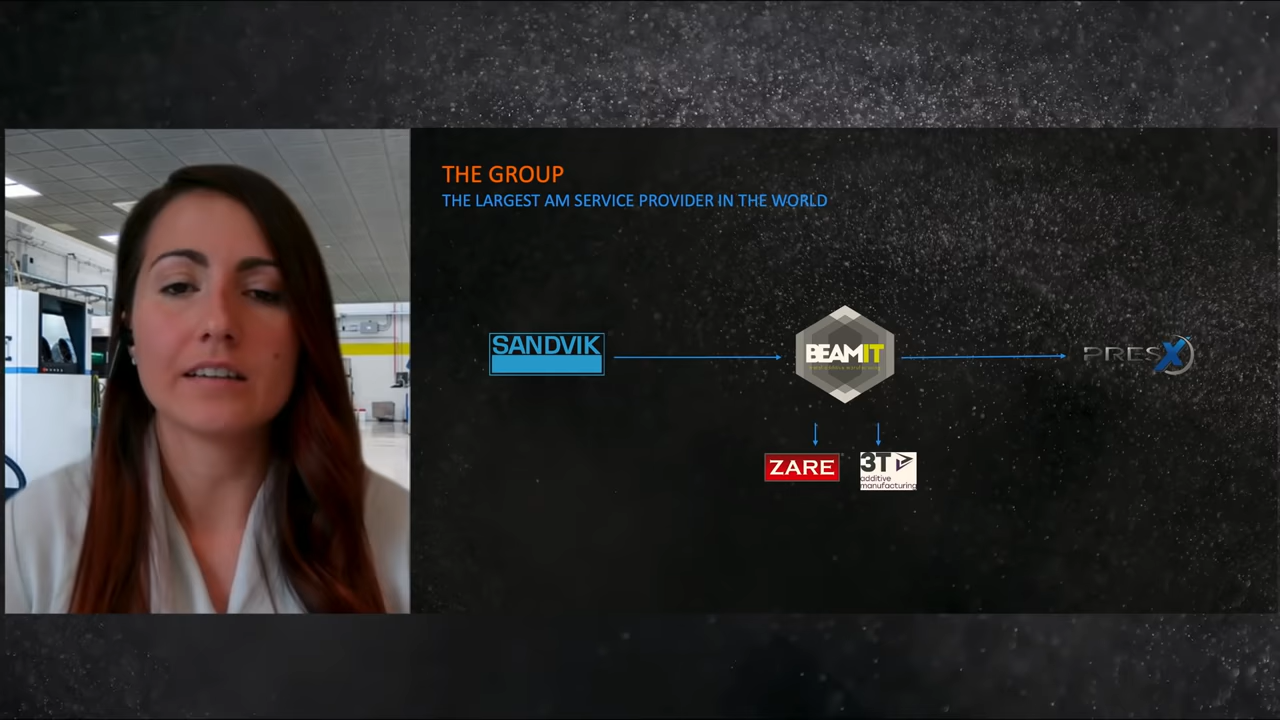 THE GROUP
THE LARGEST AM SERVICE PROVIDER IN THE WORLD
SANDVIK
BEAMIT
PRESX
ZARE
3T
additive
manufacturing